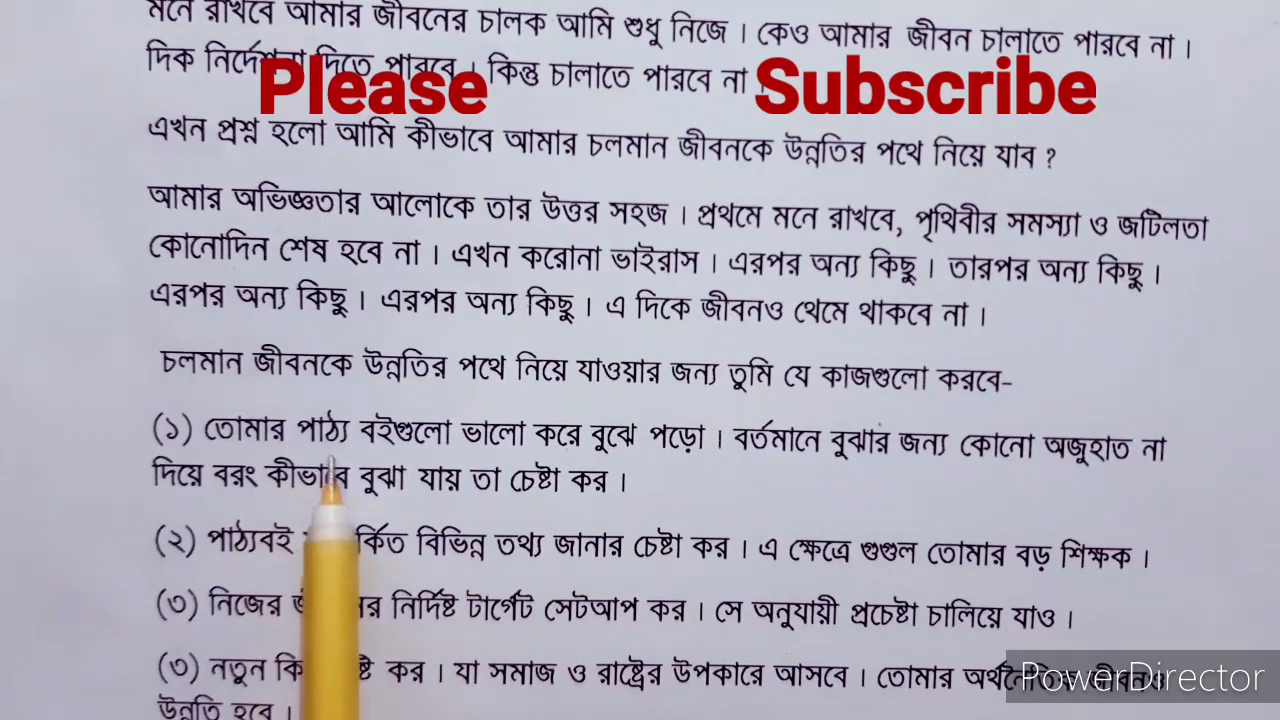 মনে রাখবে আমার জীবনের চালক আমি শুধু নিজে । কেও আমার জীবন চালাতে পারবে না ।
দিক নির্দেশনা দিতে পারবে । কিন্তু চালাতে পারবে না
Please Subscribe
এখন প্রশ্ন হলো আমি কীভাবে আমার চলমান জীবনকে উন্নতির পথে নিয়ে যাব ?
আমার অভিজ্ঞতার আলোকে তার উত্তর সহজ । প্রথমে মনে রাখবে, পৃথিবীর সমস্যা ও জটিলতা
কোনোদিন শেষ হবে না । এখন করোনা ভাইরাস । এরপর অন্য কিছু । তারপর অন্য কিছু ।
এরপর অন্য কিছু । এরপর অন্য কিছু । এ দিকে জীবনও থেমে থাকবে না ।
চলমান জীবনকে উন্নতির পথে নিয়ে যাওয়ার জন্য তুমি যে কাজগুলো করবে-
(১) তোমার পাঠ্য বইগুলো ভালো করে বুঝে পড়ো । বর্তমানে বুঝার জন্য কোনো অজুহাত না
দিয়ে বরং কীভাবে বুঝা যায় তা চেষ্টা কর ।
(২) পাঠ্যবই বিভিন্ন তথ্য জানার চেষ্টা কর । এ ক্ষেত্রে গুগুল তোমার বড় শিক্ষক ।
(৩) নিজের নির্দিষ্ট টার্গেট সেটআপ কর । সে অনুযায়ী প্রচেষ্টা চালিয়ে যাও ।
(৩) নতুন কর । যা সমাজ ও রাষ্ট্রের উপকারে আসবে । তোমার অর্থনৈতিক জীবনও
PowerDirector
উন্নতি হবে ।